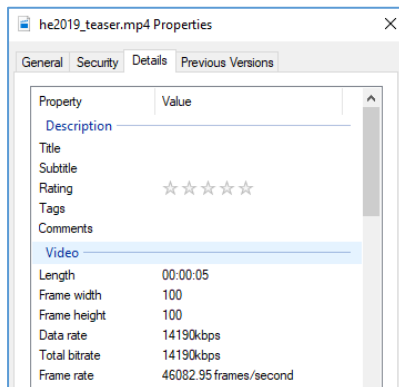 he2019_teaser.mp4 Properties
General Security Details Previous Versions
Property Value
Description
Title
Subtitle
Rating
Tags
Comments
Video
Length 00:00:05
Frame width 100
Frame height 100
Data rate 14190kbps
Total bitrate 14190kbps
Frame rate 46082.95 frames/second